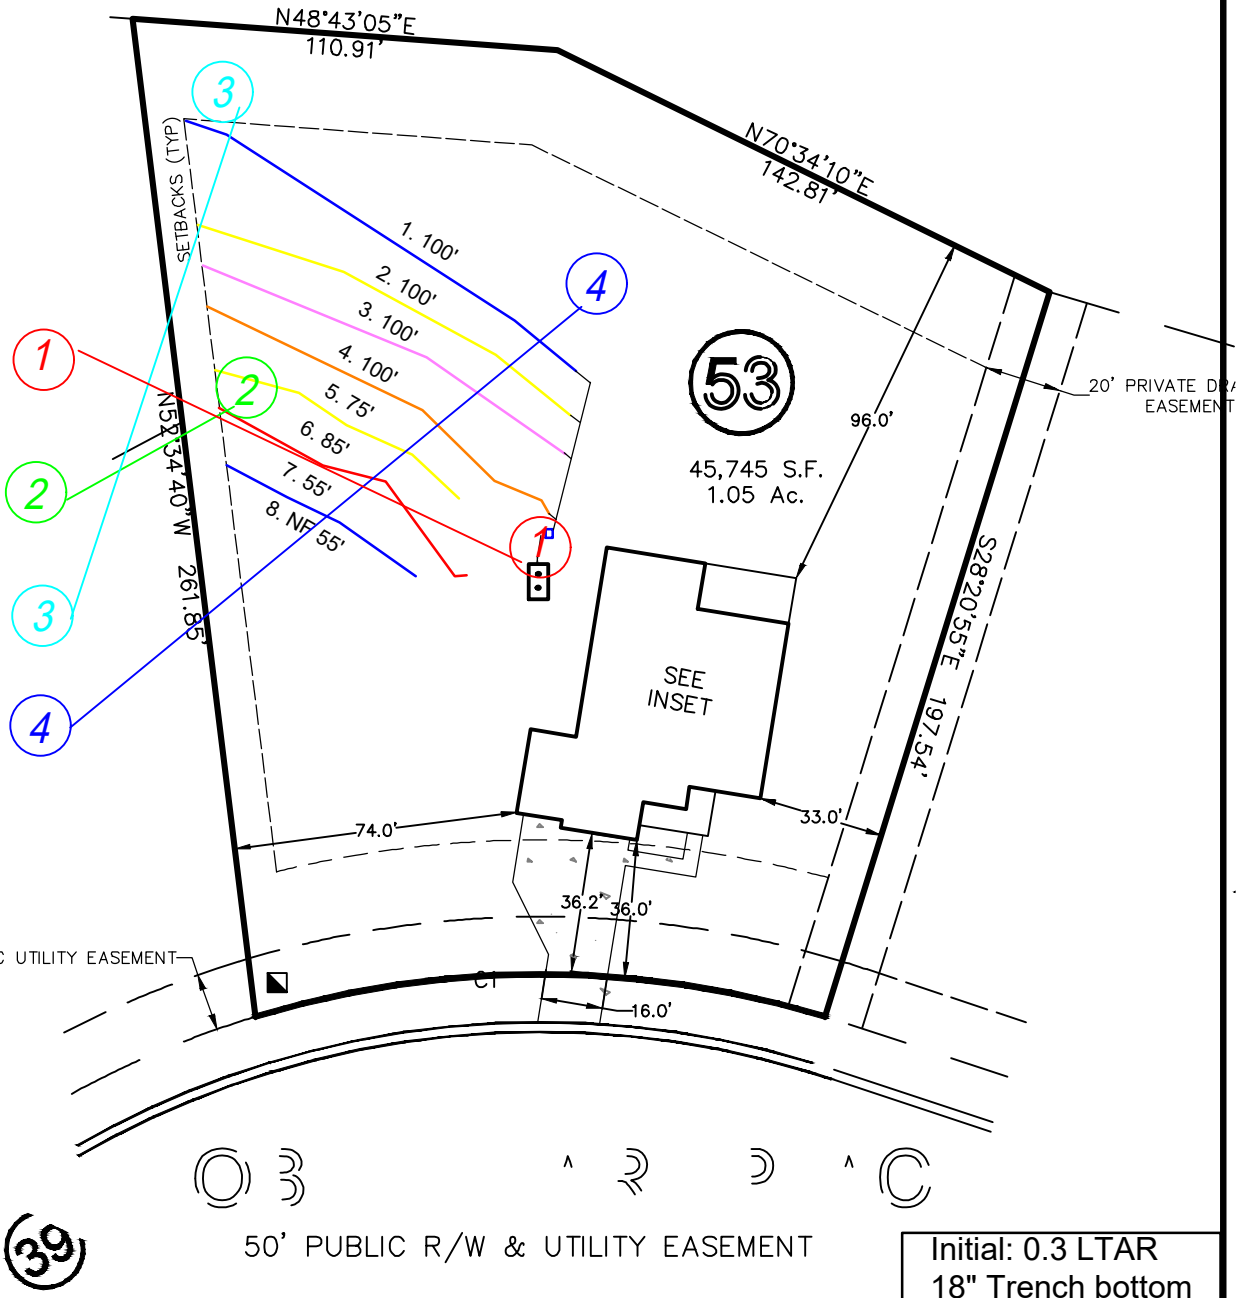 N48°43'05"E
110.91'
3
N70°34'10"E
142.81'
SETBACKS (TYP)
1. 100'
2. 100'
4
3. 100'
1
4. 100'
53
20' PRIVATE
EASEMENT
2
5. 75'
96.0'
6. 85'
45,745 S.F.
1.05 Ac.
7. 55'
2
N52°34'40"W 261.85'
8. NF 55'
1
S28°20'55"E 197.54'
3
SEE
INSET
4
74.0'
33.0'
36.2'
36.0'
UTILITY EASEMENT
C1
16.0'
39
50' PUBLIC R/W & UTILITY EASEMENT
Initial: 0.3 LTAR
18" Trench bottom